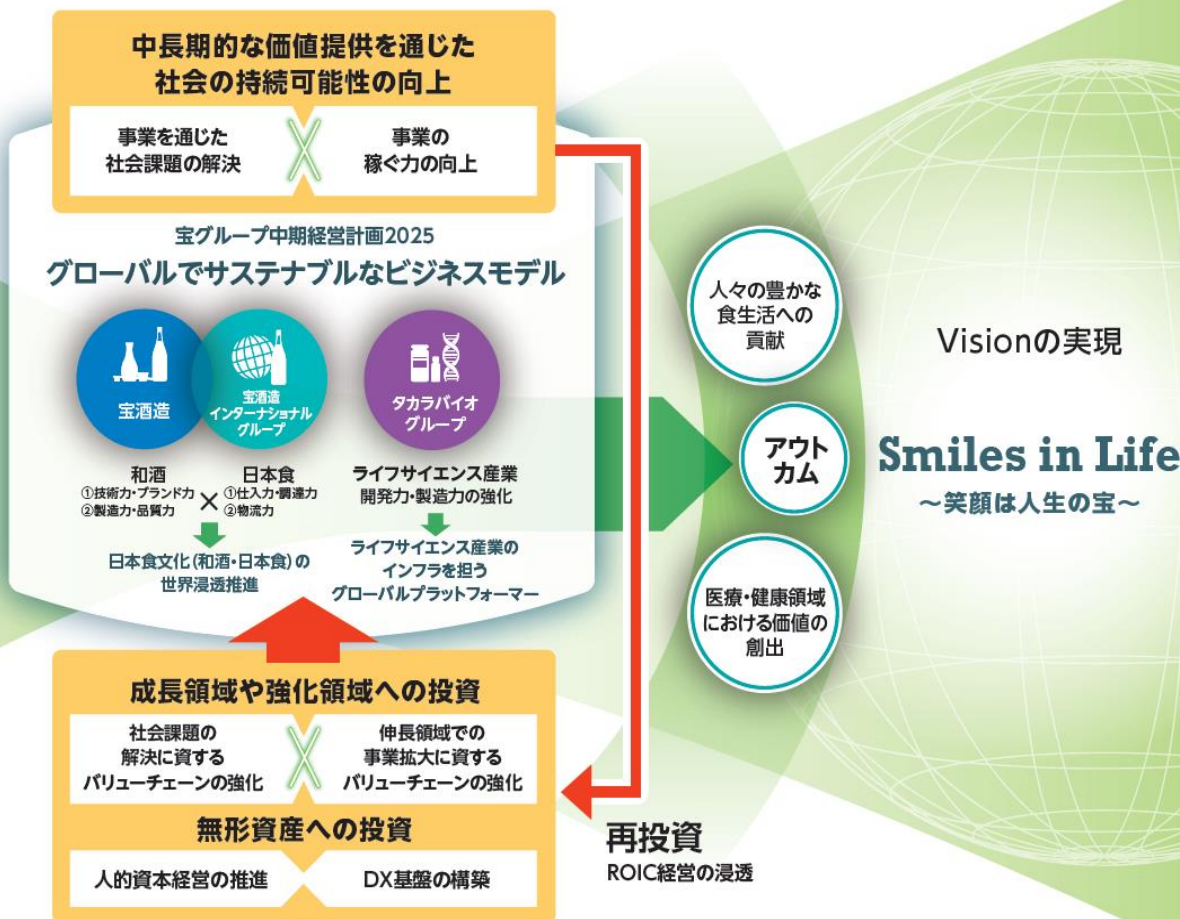 中長期的な価値提供を通じた
社会の持続可能性の向上
事業を通じた
社会課題の解決
事業の
稼ぐ力の向上
宝グループ中期経営計画2025
グローバルでサステナブルなビジネスモデル
宝酒造
宝酒造
インターナショナル
グループ
タカラバイオ
グループ
和酒
①技術力・ブランド力
②製造力・品質力
×
日本食
①仕入力・調達力
②物流力
日本食文化(和酒・日本食)の
世界浸透推進
ライフサイエンス産業
開発力・製造力の強化
ライフサイエンス産業の
インフラを担う
グローバルプラットフォーマー
成長領域や強化領域への投資
社会課題の
解決に資する
バリューチェーンの強化
伸長領域での
事業拡大に資する
バリューチェーンの強化
無形資産への投資
人的資本経営の推進
DX基盤の構築
再投資
ROIC経営の浸透
人々の豊かな
食生活への
貢献
アウト
カム
医療・健康領域
における価値の
創出
Visionの実現
Smiles in Life
〜笑顔は人生の宝〜